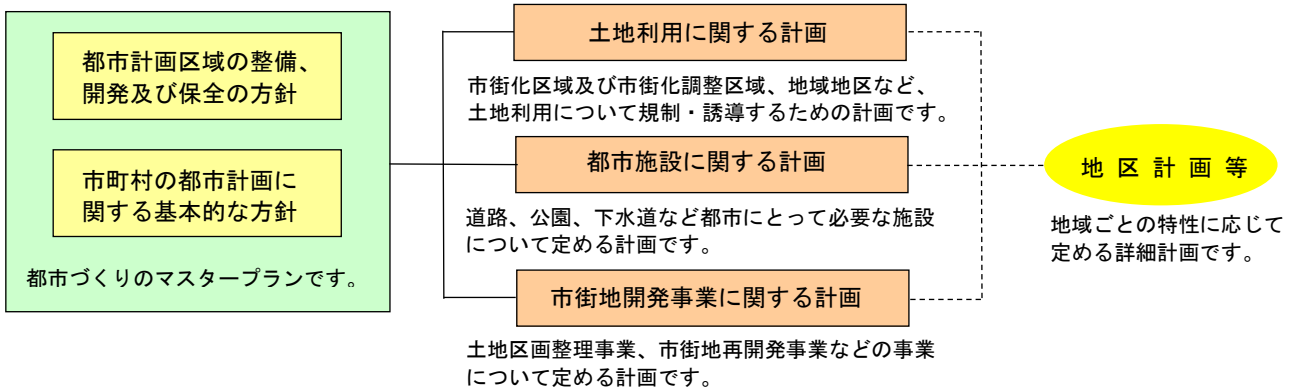 都市計画区域の整備、
開発及び保全の方針
市町村の都市計画に
関する基本的な方針
都市づくりのマスタープランです。
土地利用に関する計画
市街化区域及び市街化調整区域、地域地区など、
土地利用について規制・誘導するための計画です。
都市施設に関する計画
道路、公園、下水道など都市にとって必要な施設
について定める計画です。
市街地開発事業に関する計画
土地区画整理事業、市街地再開発事業などの事業
について定める計画です。
地区計画等
地域ごとの特性に応じて
定める詳細計画です。